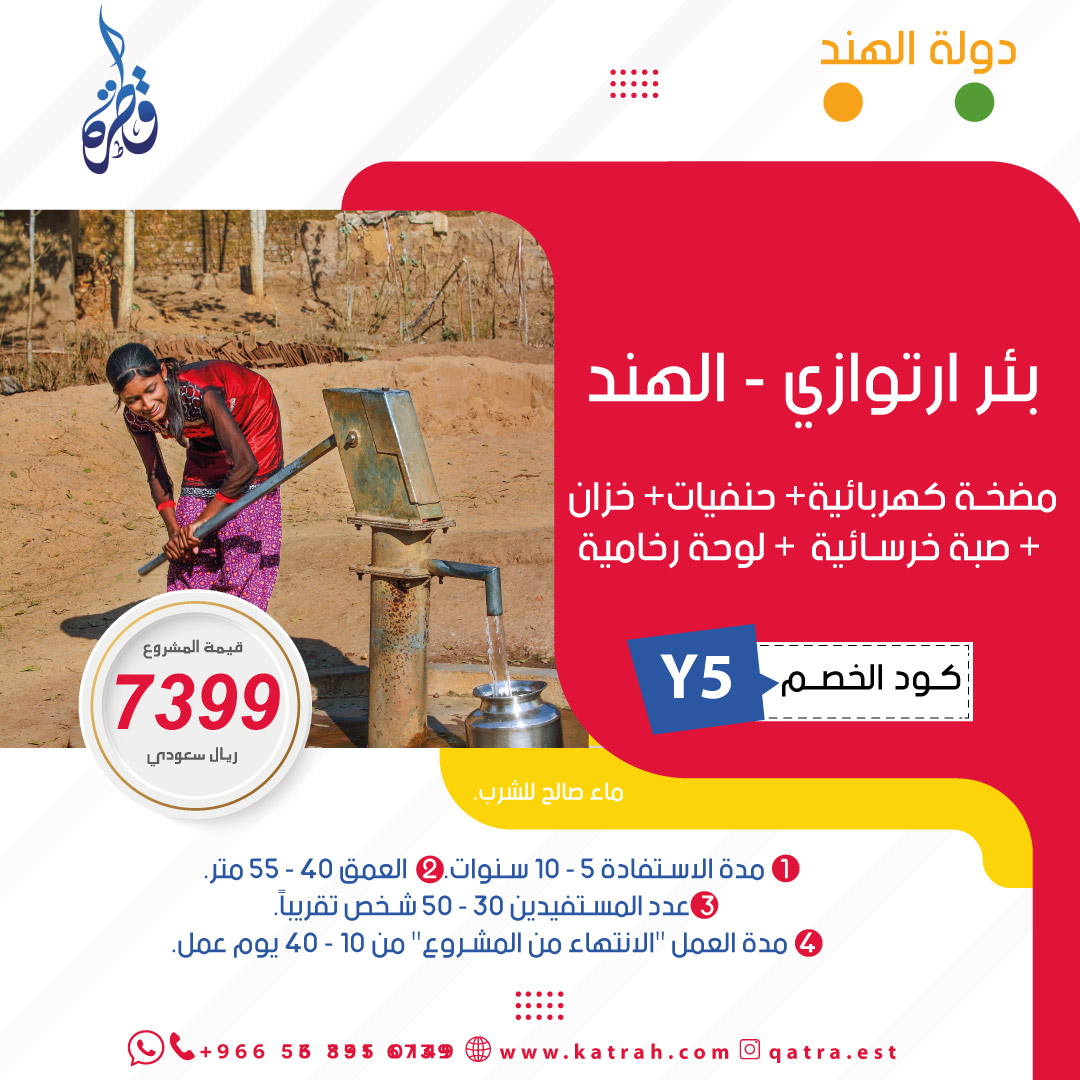 دولة الهند
قطرة
بئر ارتوازي - الهند
مضخة كهربائية+ حنفيات+ خزان
+ صبة خرسائية + لوحة رخامية
كود الخصم
Y5
قيمة المشروع
7399
ريال سعودي
ماء صالح للشرب.
1 مدة الاستفادة 5 - 10 سنوات. 2 العمق 40 - 55 متر.
3 عدد المستفيدين 30 - 50 شخص تقريباً.
4 مدة العمل "الانتهاء من المشروع" من 10 - 40 يوم عمل.
+966 www.katrah.com qatra.est